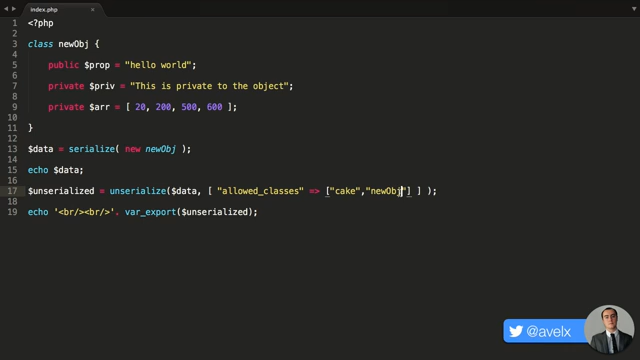 index.php
1 <?php
2
3 class newObj {
4
5 public $prop = "hello world";
6
7 private $priv = "This is private to the object";
8
9 private $arr = [ 20, 200, 500, 600 ];
10
11 }
12
13 $data = serialize( new newObj );
14
15 echo $data;
16
17 $unserialized = unserialize($data, [ "allowed_classes" => ["cake","newObj"] ] );
18
19 echo '<br/><br/>'. var_export($unserialized);
@avelx